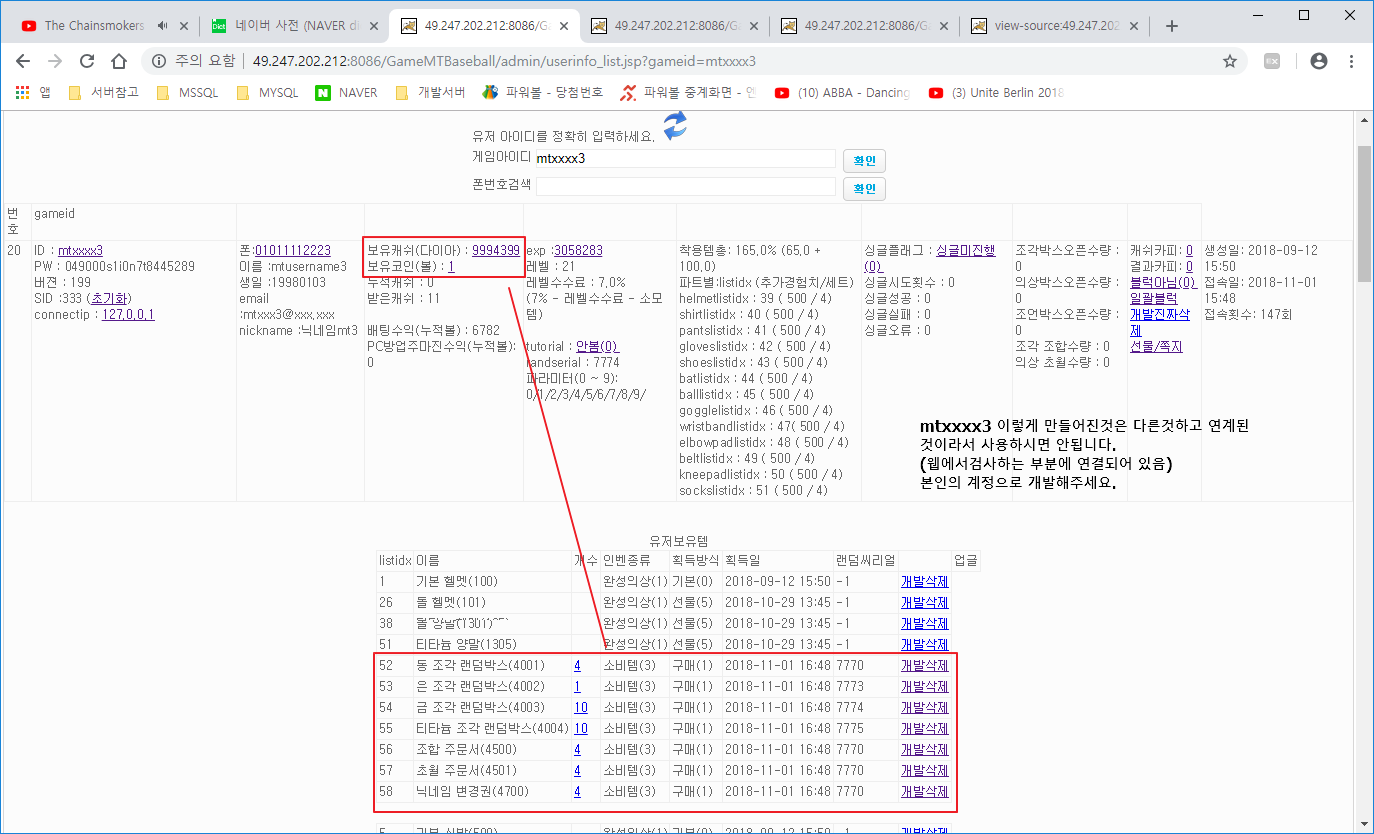 The Chainsmokers
네이버 사전 (NAVER di
49.247.202.212:8086/Ga
49.247.202.212:8086/Ga
49.247.202.212:8086/Ga
view-source:49.247.202
주의 요함 49.247.202.212:8086/GameMTBaseball/admin/userinfo_list.jsp?gameid=mtxxxx3
앱 서버참고 MSSQL MYSQL NAVER 개발서버 파워볼 - 당첨번호 파워볼 중계화면 - 엔 (10) ABBA - Dancing (3) Unite Berlin 2018
유저 아이디를 정확히 입력하세요.
게임아이디 mtxxxx3 확인
폰번호검색 확인
번호 gameid
20
ID : mtxxxx3
PW : 049000s1i0n7t8445289
버젼 : 199
SID :333 (초기화)
connectip : 127.0.0.1
폰:01011112223
이름 :mtusername3
생일 :19980103
email
:mtxxx3@xxx.xxx
nickname :닉네임mt3
보유캐쉬(다이아) : 9994399
보유코인(볼) : 1
누적캐쉬 : 0
받은캐쉬 : 11
배팅수익(누적볼) : 6782
PC방업주마진수익(누적볼):
0
exp :3058283
레벨 : 21
레벨수수료 : 7.0%
(7% - 레벨수수료 - 소모
템)
tutorial : 안봄(0)
randserial : 7774
파라미터(0 ~ 9):
0/1/2/3/4/5/6/7/8/9/
착용템총: 165.0% (65.0 +
100.0)
파트별:listidx (추가경험치/세트)
helmetlistidx : 39 ( 500 / 4)
shirtlistidx : 40 ( 500 / 4)
pantslistidx : 41 ( 500 / 4)
gloveslistidx : 42 ( 500 / 4)
shoeslistidx : 43 ( 500 / 4)
batlistidx : 44 ( 500 / 4)
balllistidx : 45 ( 500 / 4)
gogglelistidx : 46 ( 500 / 4)
wristbandlistidx : 47( 500 / 4)
elbowpadlistidx : 48 ( 500 / 4)
beltlistidx : 49 ( 500 / 4)
kneepadlistidx : 50 ( 500 / 4)
sockslistidx : 51 ( 500 / 4)
싱글플래그 : 싱글미진행
(0)
싱글시도횟수 : 0
싱글성공 : 0
싱글실패 : 0
싱글오류 : 0
조각박스오픈수량 :
0
의상박스오픈수량 :
0
조언박스오픈수량 :
0
조각 조합수량 : 0
의상 초월수량 : 0
캐쉬카피: 0
결과카피: 0
블럭아님(0)
일괄블럭
개발진짜삭
제
선물/쪽지
생성일: 2018-09-12
15:50
접속일: 2018-11-01
15:48
접속횟수: 147회
mtxxxx3 이렇게 만들어진것은 다른것하고 연계된
것이라서 사용하시면 안됩니다.
(웹에서검사하는 부분에 연결되어 있음)
본인의 계정으로 개발해주세요.
유저보유템
listidx 이름 개수 인벤종류 획득방식 획득일 랜덤씨리얼 업글
1 기본 헬멧(100) 완성의상(1) 기본(0) 2018-09-12 15:50 -1 개발삭제
26 돌 헬멧(101) 완성의상(1) 선물(5) 2018-10-29 13:45 -1 개발삭제
38 완성의상(1) 선물(5) 2018-10-29 13:45 -1 개발삭제
51 티타늄 양말(1305) 완성의상(1) 선물(5) 2018-10-29 13:45 -1 개발삭제
52 동 조각 랜덤박스(4001) 4 소비템(3) 구매(1) 2018-11-01 16:48 7770 개발삭제
53 은 조각 랜덤박스(4002) 1 소비템(3) 구매(1) 2018-11-01 16:48 7773 개발삭제
54 금 조각 랜덤박스(4003) 10 소비템(3) 구매(1) 2018-11-01 16:48 7774 개발삭제
55 티타늄 조각 랜덤박스(4004) 10 소비템(3) 구매(1) 2018-11-01 16:48 7775 개발삭제
56 조합 주문서(4500) 4 소비템(3) 구매(1) 2018-11-01 16:48 7770 개발삭제
57 초월 주문서(4501) 4 소비템(3) 구매(1) 2018-11-01 16:48 7770 개발삭제
58 닉네임 변경권(4700) 4 소비템(3) 구매(1) 2018-11-01 16:48 7770 개발삭제